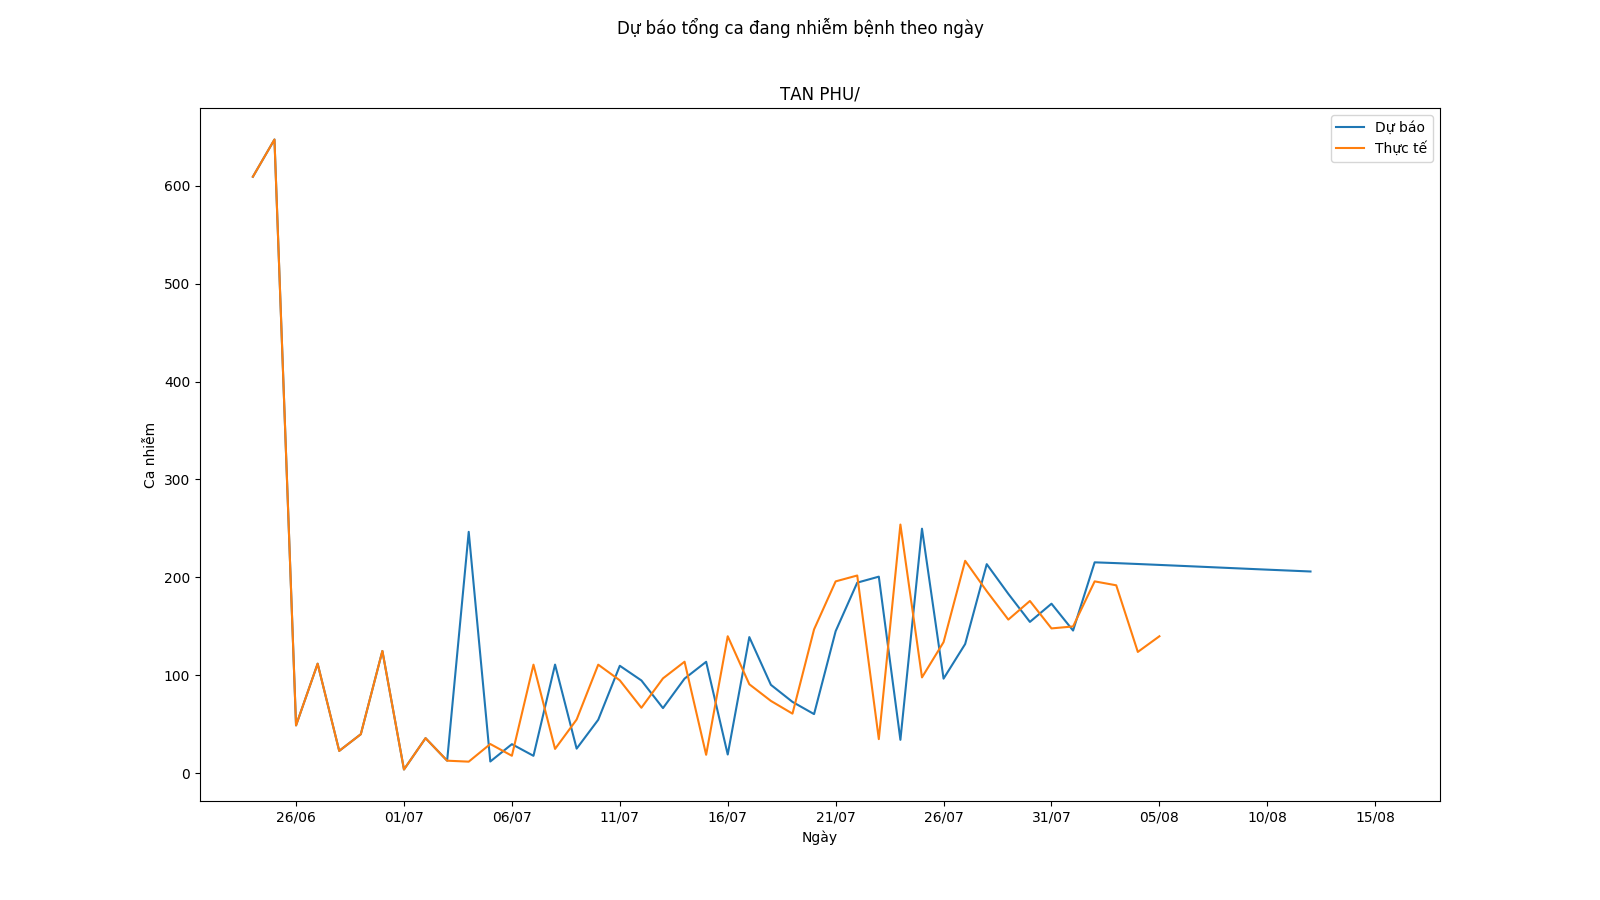 Dự báo tổng ca đang nhiễm bệnh theo ngày
TAN PHU/
Dự báo
Thực tế
600
500
400
300
200
100
0
Ca nhiễm
26/06 01/07 06/07 11/07 16/07 21/07 26/07 31/07 05/08 10/08 15/08
Ngày